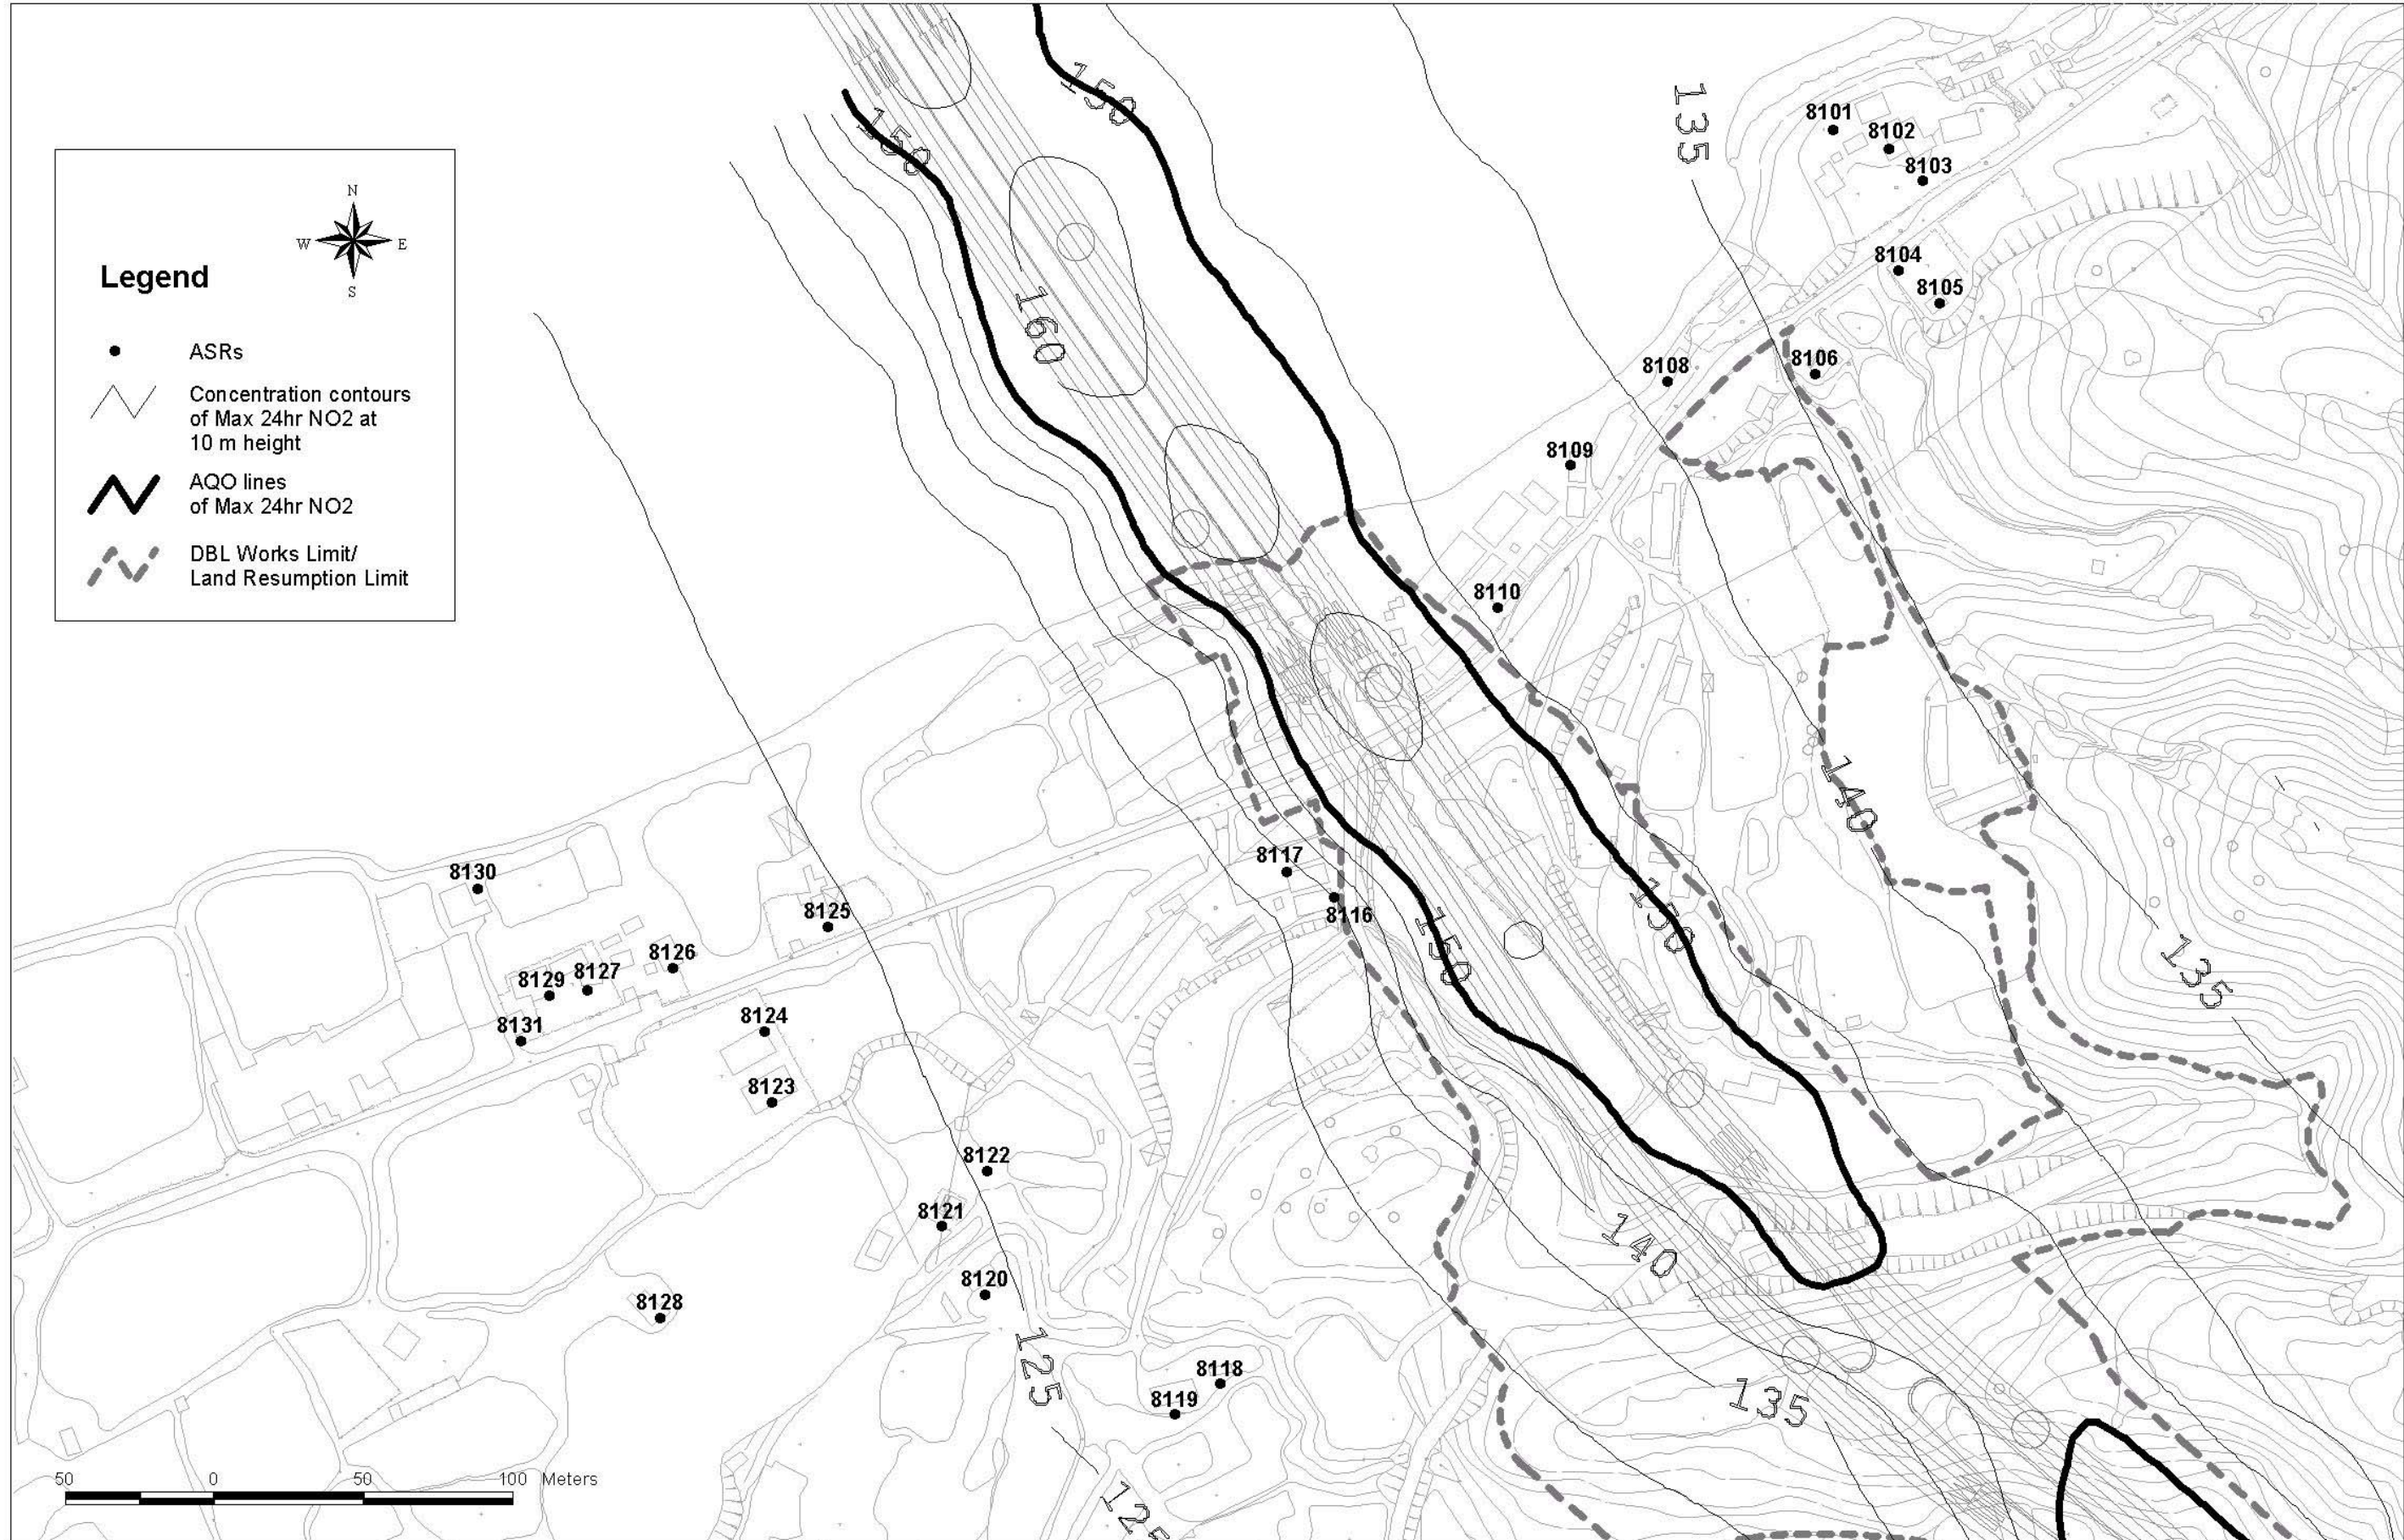 N
W E
S
Legend
ASRs
Concentration contours
of Max 24hr NO2 at
10 m height
AQO lines
of Max 24hr NO2
DBL Works Limit/
Land Resumption Limit
150
150
135
8101
8102
8103
8104
8105
160
8106
8108
8109
8110
140
8117
8116
8130
8125
150
150
135
8126
8129
8127
8131
8124
8123
8122
8121
140
8120
8128
125
8118
8119
135
125
50 0 50 100 Meters